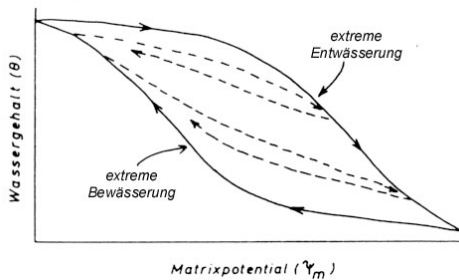 extreme
Entwässerung
Wassergehalt (θ)
extreme
Bewässerung
Matrixpotential (Ψm)